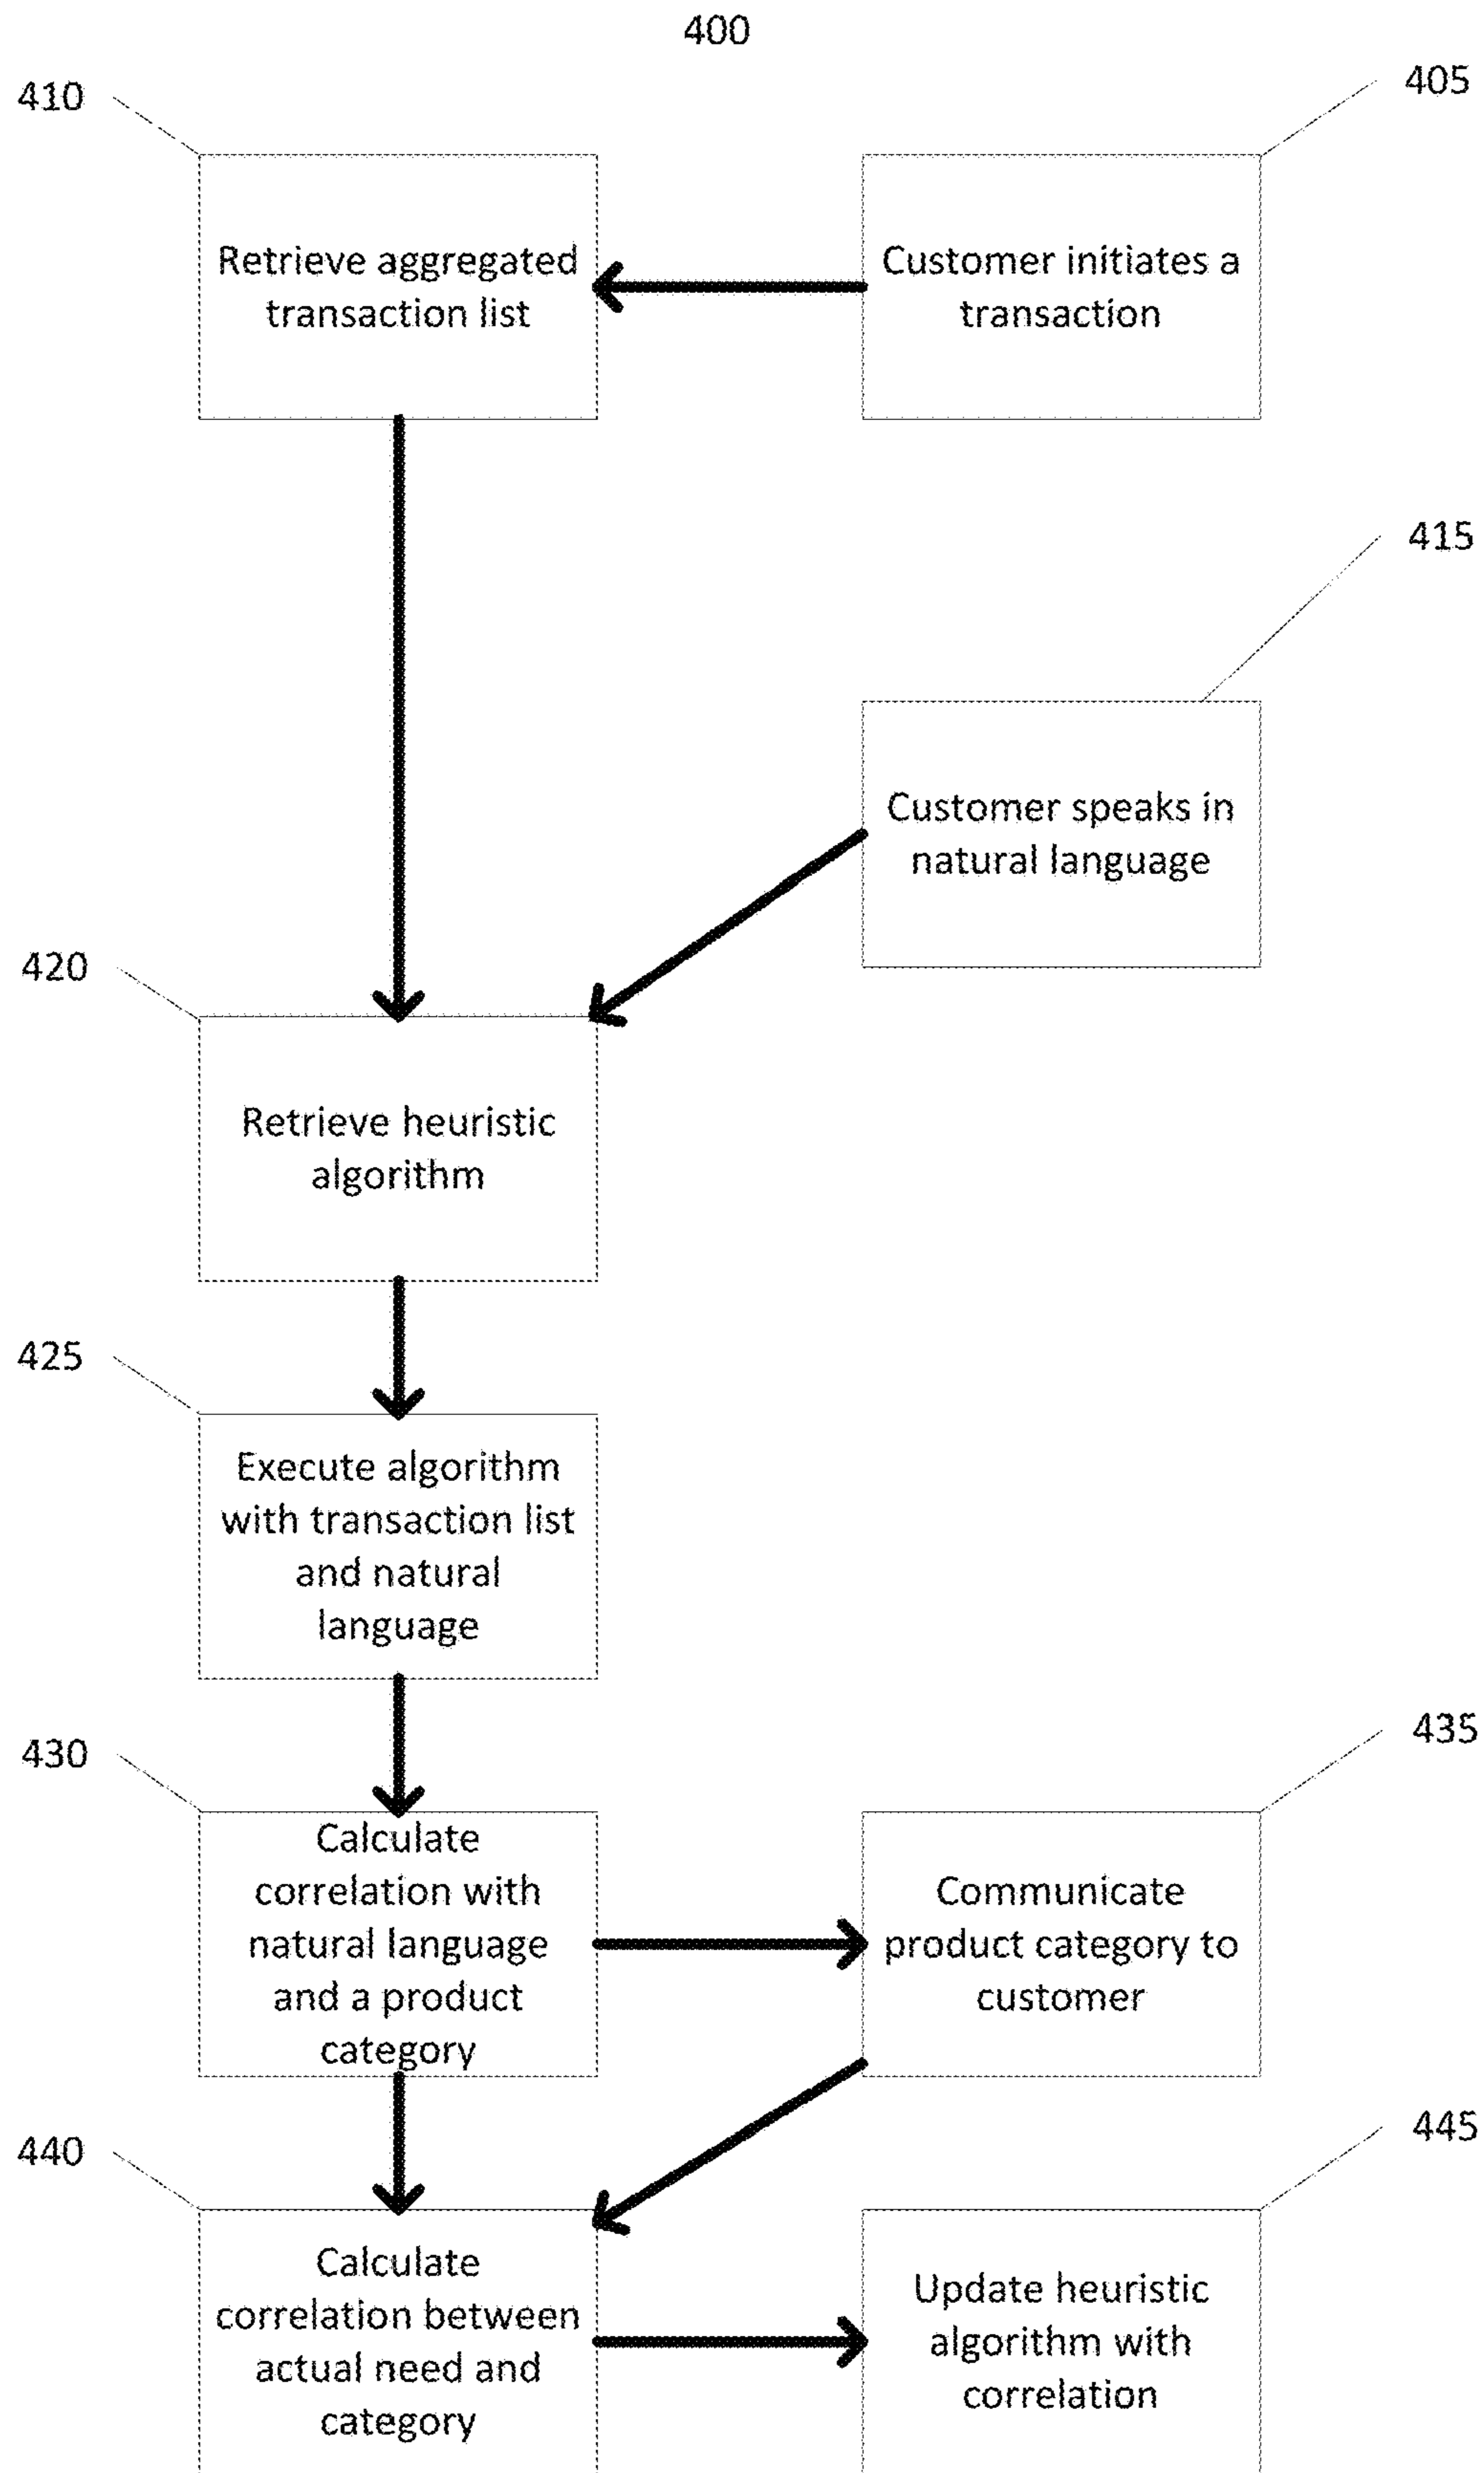 400
410
405
Retrieve aggregated
transaction list
Customer initiates a
transaction
415
Customer speaks in
natural language
420
Retrieve heuristic
algorithm
425
Execute algorithm
with transaction list
and natural
language
430
435
Calculate
correlation with
natural language
and a product
category
Communicate
product category to
customer
440
445
Calculate
correlation between
actual need and
category
Update heuristic
algorithm with
correlation